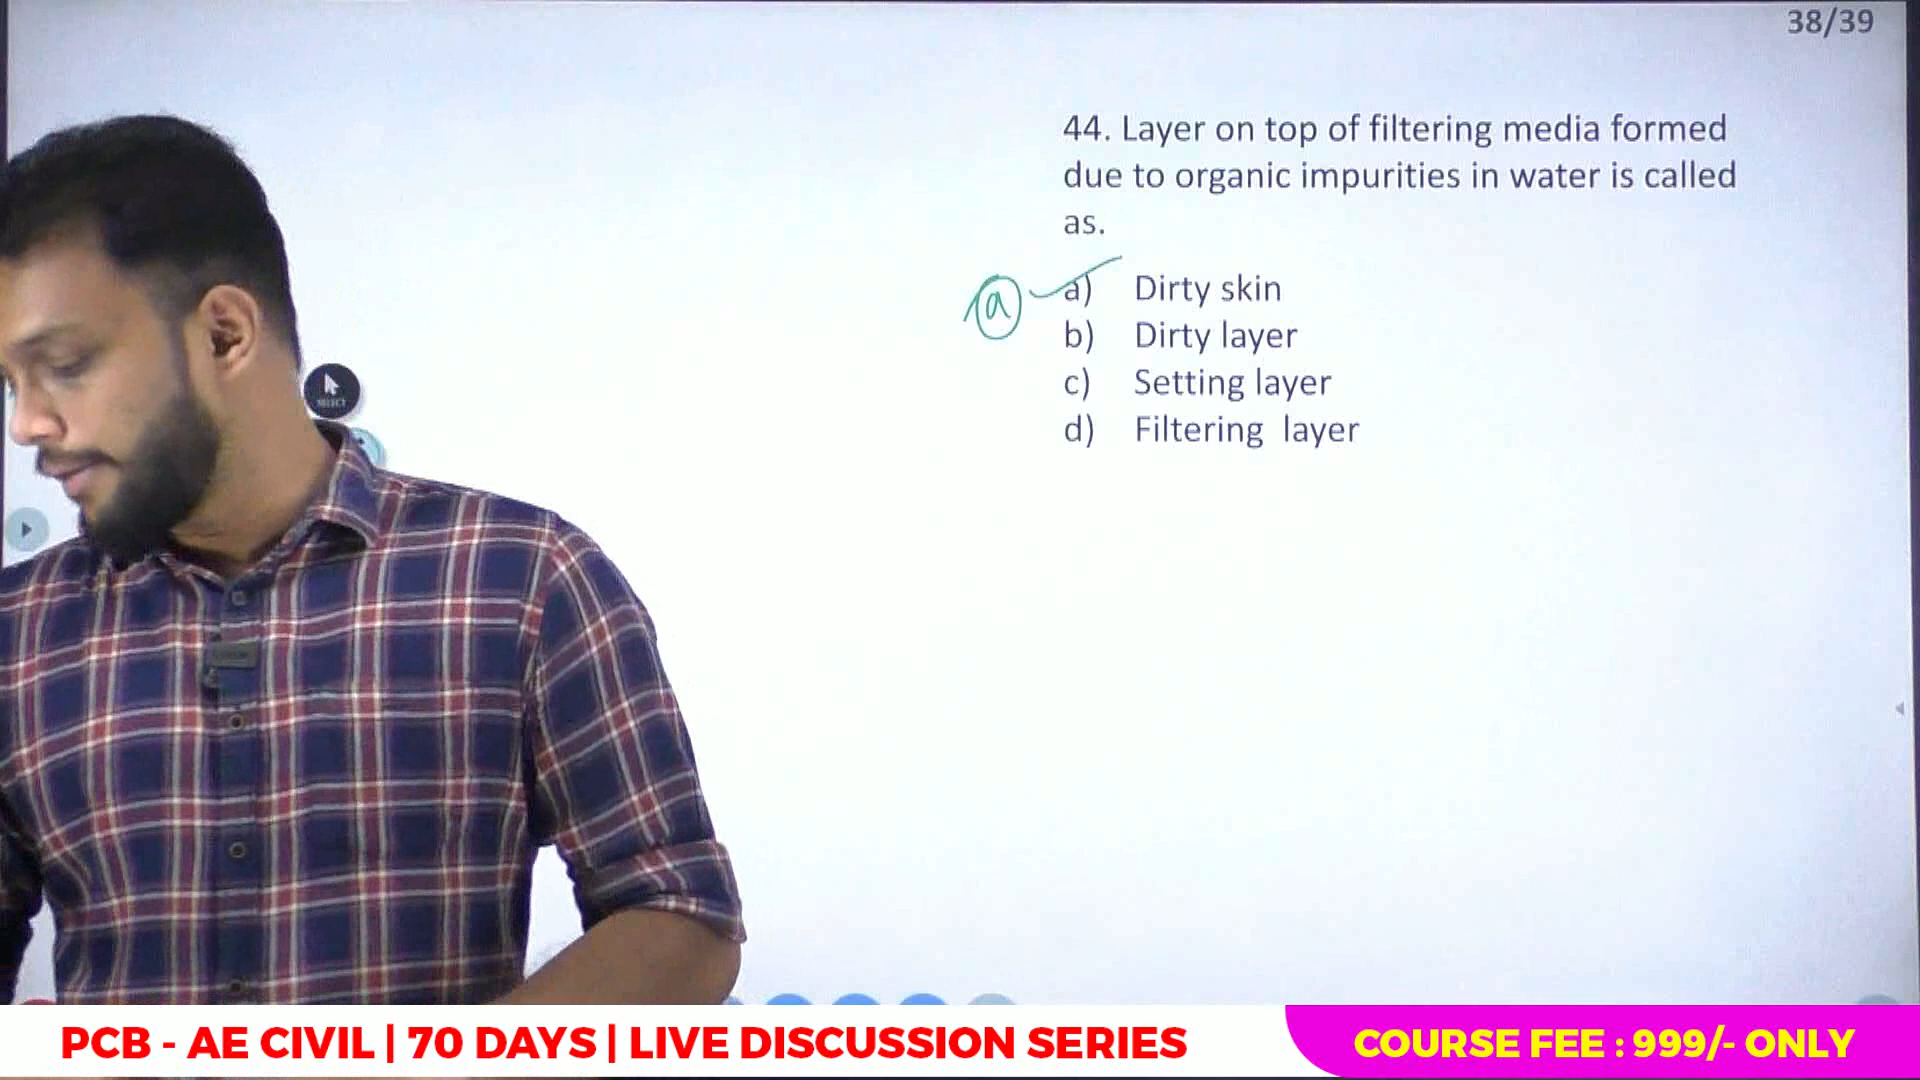 38/39
44. Layer on top of filtering media formed
due to organic impurities in water is called
as.
a) Dirty skin
b) Dirty layer
c) Setting layer
d) Filtering layer
a
SELECT
PCB - AE CIVIL | 70 DAYS | LIVE DISCUSSION SERIES
COURSE FEE : 999/- ONLY